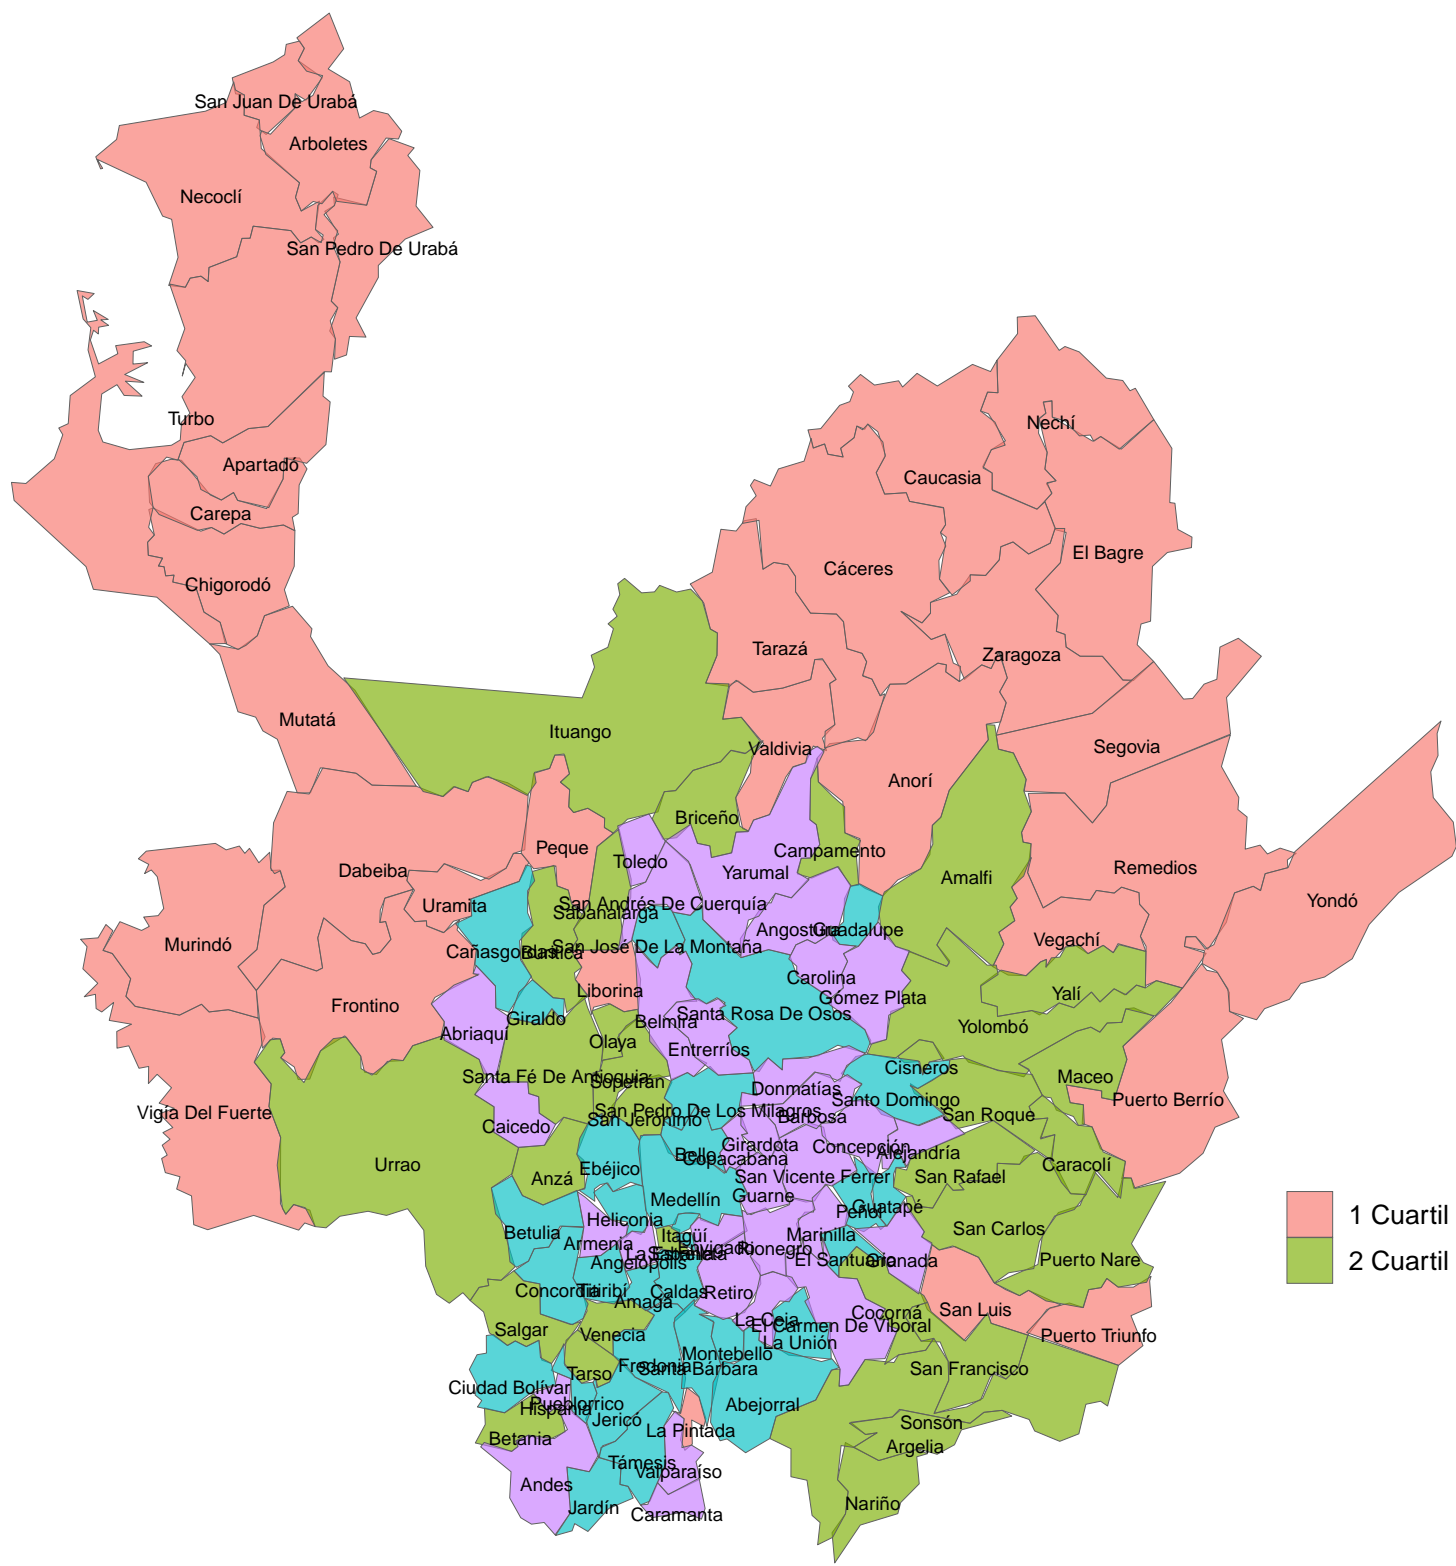 San Juan De Urabá
Arboletes
Necoclí
San Pedro De Urabá
Turbo
Nechí
Apartadó
Caucasia
Carepa
El Bagre
Cáceres
Chigorodó
Tarazá
Zaragoza
Mutatá
Ituango
Valdivia
Segovia
Anorí
Briceño
Peque
Campamento
Toledo
Dabeiba
Yarumal
Amalfi
Remedios
Yondó
Uramita
San Andrés De Cuerquía
Sabanalarga
Angostura
Guadalupe
Murindó
Vegachí
San José De La Montaña
Cañasgordas
Buriticá
Carolina
Liborina
Yalí
Gómez Plata
Frontino
Santa Rosa De Osos
Giraldo
Belmira
Abriaquí
Yolombó
Olaya
Entrerríos
Cisneros
Santa Fé De Antioquia
Maceo
Sopetrán
Donmatías
Santo Domingo
Puerto Berrío
Vigía Del Fuerte
San Pedro De Los Milagros
San Roque
Barbosa
San Jerónimo
Caicedo
Girardota
Concepción
Bello
Alejandría
Copacabana
Urrao
Caracolí
Ebéjico
Anzá
San Vicente Ferrer
San Rafael
Medellín
Guarne
Guatapé
Peñol
1 Cuartil
Heliconia
San Carlos
Betulia
Itagüí
Marinilla
Armenia
Envigado
Rionegro
La Estrella
Sabaneta
El Santuario
Granada
Puerto Nare
Angelópolis
2 Cuartil
Concordia
Titiribí
Caldas
Retiro
Amagá
San Luis
Cocorná
La Ceja
El Carmen De Viboral
Salgar
Venecia
Puerto Triunfo
La Unión
Montebello
Fredonia
Santa Bárbara
San Francisco
Tarso
Ciudad Bolívar
Pueblorrico
Abejorral
Hispania
Jericó
Sonsón
La Pintada
Betania
Argelia
Támesis
Valparaíso
Andes
Nariño
Jardín
Caramanta